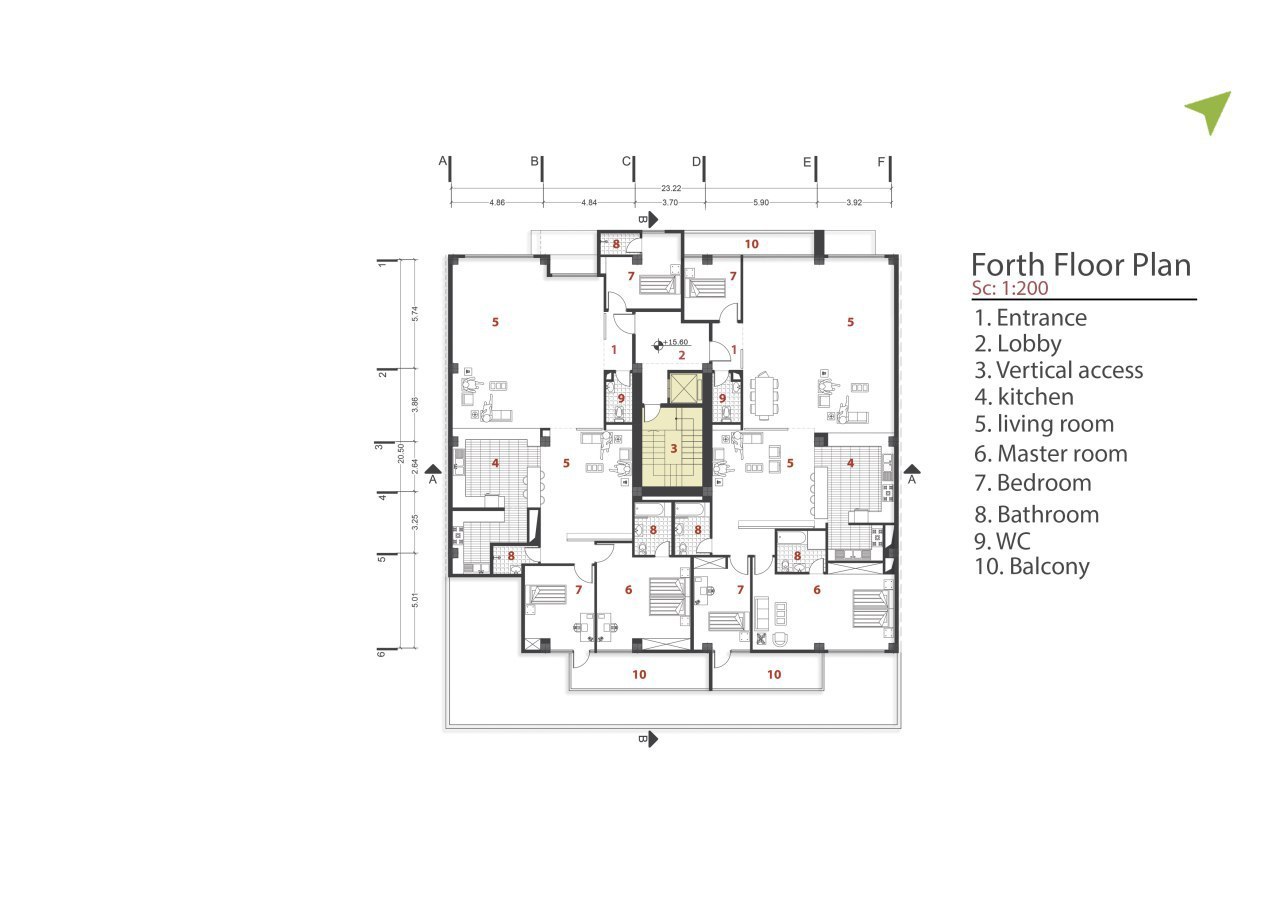 A B C D E F
23.22
4.86 4.84 3.70 5.90 3.92
B
8 10
1 7 7
5.74
5 5
+15.60
1 2 1
2
3.86
9 9
3
20.50
2.64
4 5 3 5 4
A A
4
3.25
8 8
5
8 8
7 6 7 6
5.01
6
10 10
B
Forth Floor Plan
Sc: 1:200
1. Entrance
2. Lobby
3. Vertical access
4. kitchen
5. living room
6. Master room
7. Bedroom
8. Bathroom
9. WC
10. Balcony